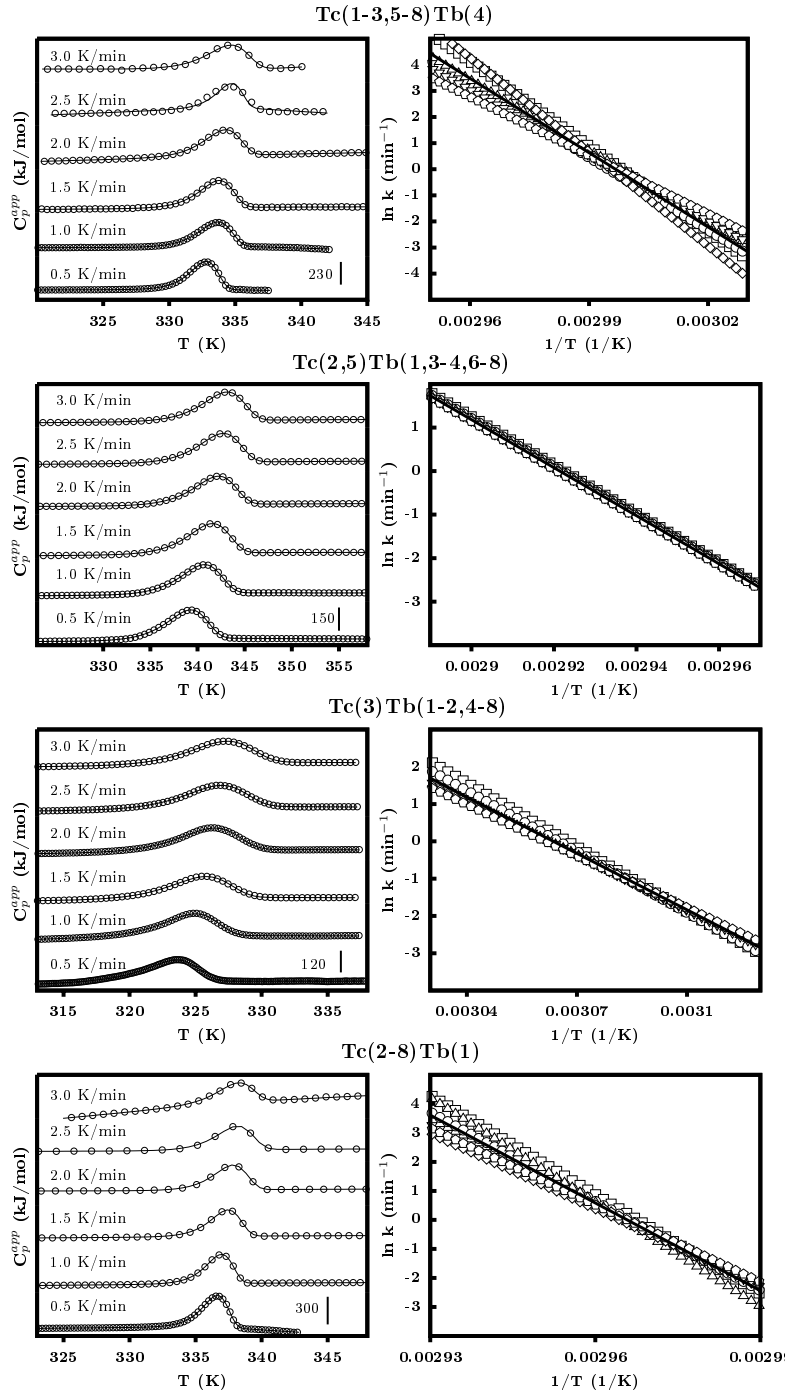 Tc(1-3,5-8)Tb(4)
3.0 K/min
2.5 K/min
2.0 K/min
1.5 K/min
1.0 K/min
0.5 K/min
230
C_p^app (kJ/mol)
325 330 335 340 345
T (K)
4
3
2
1
0
-1
-2
-3
-4
ln k (min⁻¹)
0.00296 0.00299 0.00302
1/T (1/K)
Tc(2,5)Tb(1,3-4,6-8)
3.0 K/min
2.5 K/min
2.0 K/min
1.5 K/min
1.0 K/min
0.5 K/min
150
C_p^app (kJ/mol)
330 335 340 345 350 355
T (K)
1
0
-1
-2
-3
ln k (min⁻¹)
0.0029 0.00292 0.00294 0.00296
1/T (1/K)
Tc(3)Tb(1-2,4-8)
3.0 K/min
2.5 K/min
2.0 K/min
1.5 K/min
1.0 K/min
0.5 K/min
120
C_p^app (kJ/mol)
315 320 325 330 335
T (K)
2
1
0
-1
-2
-3
ln k (min⁻¹)
0.00304 0.00307 0.0031
1/T (1/K)
Tc(2-8)Tb(1)
3.0 K/min
2.5 K/min
2.0 K/min
1.5 K/min
1.0 K/min
0.5 K/min
300
C_p^app (kJ/mol)
325 330 335 340 345
T (K)
4
3
2
1
0
-1
-2
-3
ln k (min⁻¹)
0.00293 0.00296 0.00299
1/T (1/K)